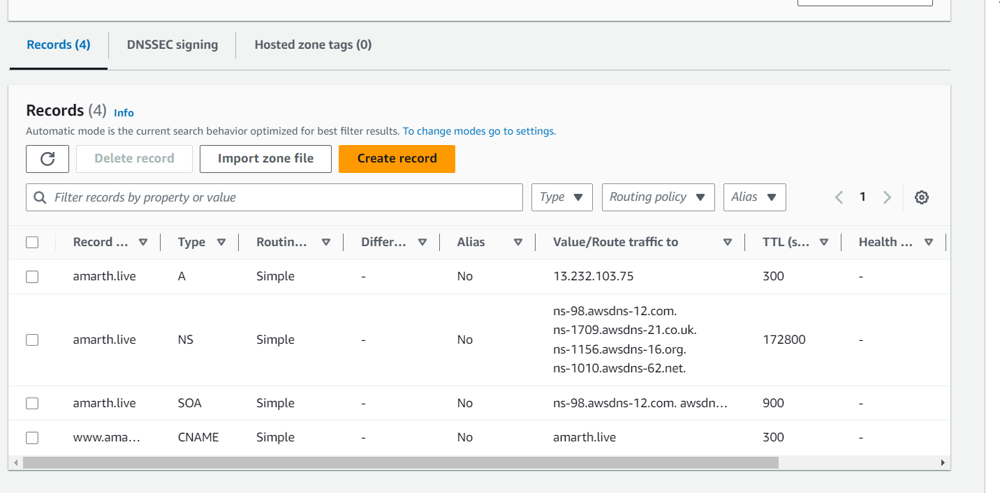 Records (4) DNSSEC signing Hosted zone tags (0)
Records (4) Info
Automatic mode is the current search behavior optimized for best filter results. To change modes go to settings.
Delete record Import zone file Create record
Filter records by property or value Type Routing policy Alias 1
Record ... Type Routin... Differ... Alias Value/Route traffic to TTL (s... Health ...
amarth.live A Simple - No 13.232.103.75 300 -
ns-98.awsdns-12.com.
ns-1709.awsdns-21.co.uk.
amarth.live NS Simple - No 172800 -
ns-1156.awsdns-16.org.
ns-1010.awsdns-62.net.
amarth.live SOA Simple - No ns-98.awsdns-12.com. awsdn... 900 -
www.ama... CNAME Simple - No amarth.live 300 -